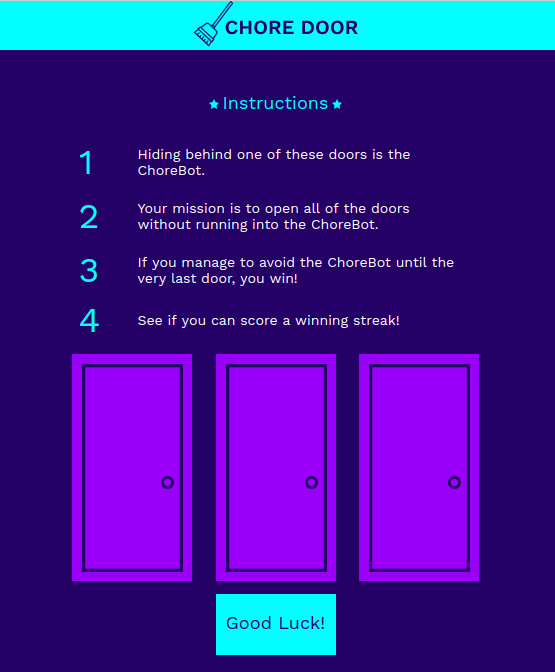 CHORE DOOR
Instructions
1
Hiding behind one of these doors is the
ChoreBot.
2
Your mission is to open all of the doors
without running into the ChoreBot.
3
If you manage to avoid the ChoreBot until the
very last door, you win!
4
See if you can score a winning streak!
Good Luck!